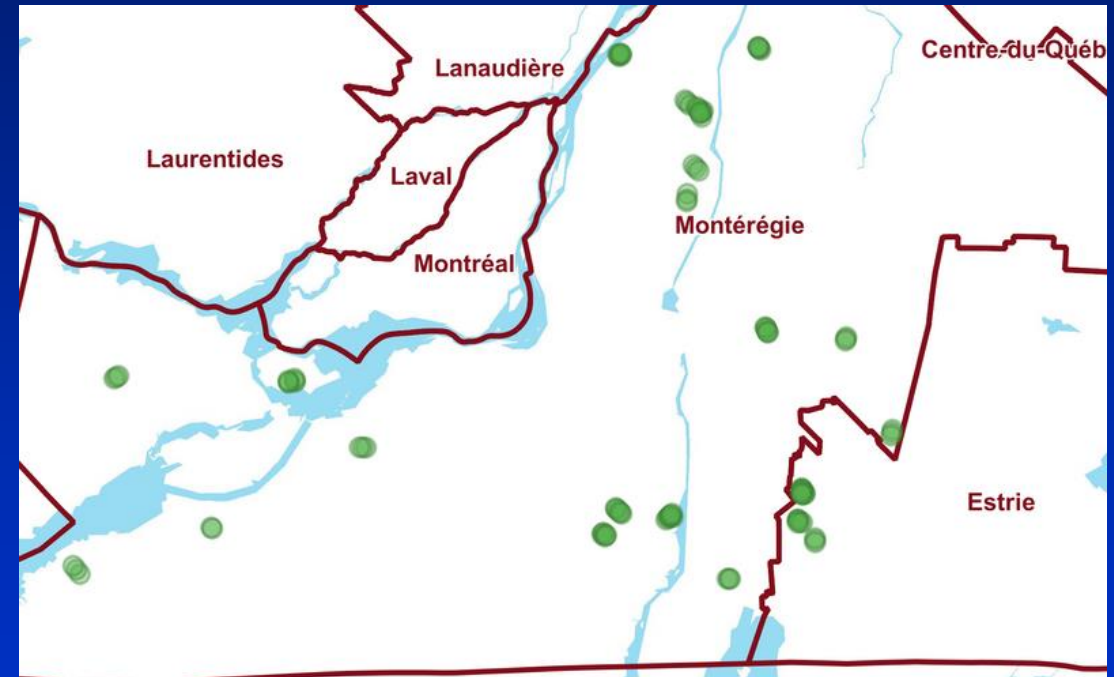 Centre-du-Québ
Lanaudière
Laurentides
Laval
Montérégie
Montréal
Estrie